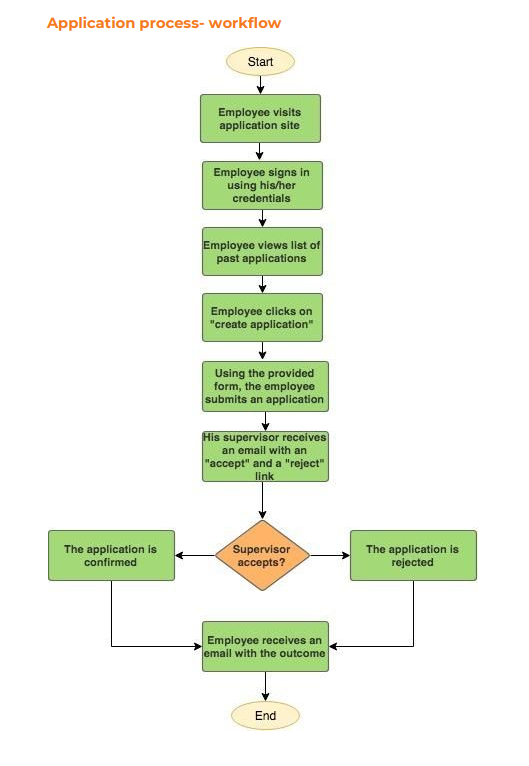 Application process- workflow
Start
Employee visits
application site
Employee signs in
using his/her
credentials
Employee views list of
past applications
Employee clicks on
"create application"
Using the provided
form, the employee
submits an application
His supervisor receives
an email with an
"accept" and a "reject"
link
The application is
confirmed
Supervisor
accepts?
The application is
rejected
Employee receives an
email with the outcome
End